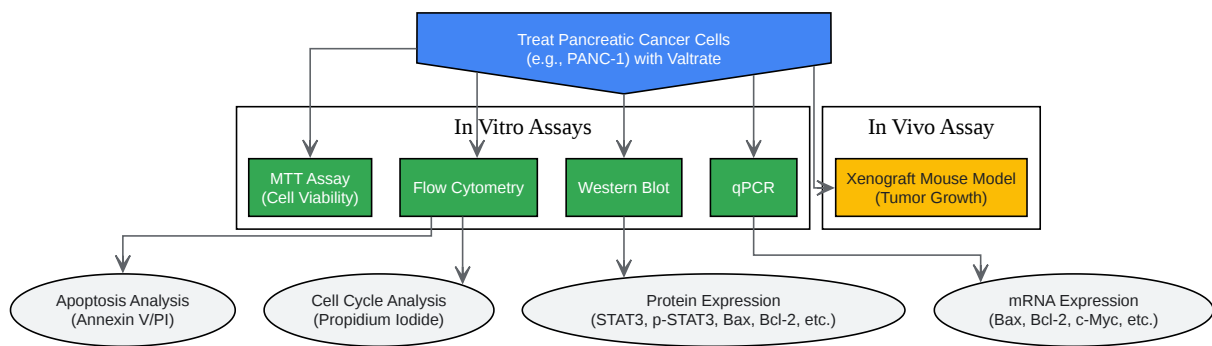 Treat Pancreatic Cancer Cells
(e.g., PANC-1) with Valtrate
In Vitro Assays
In Vivo Assay
MTT Assay
(Cell Viability)
Flow Cytometry
Western Blot
qPCR
Xenograft Mouse Model
(Tumor Growth)
Apoptosis Analysis
(Annexin V/PI)
Cell Cycle Analysis
(Propidium Iodide)
Protein Expression
(STAT3, p-STAT3, Bax, Bcl-2, etc.)
mRNA Expression
(Bax, Bcl-2, c-Myc, etc.)